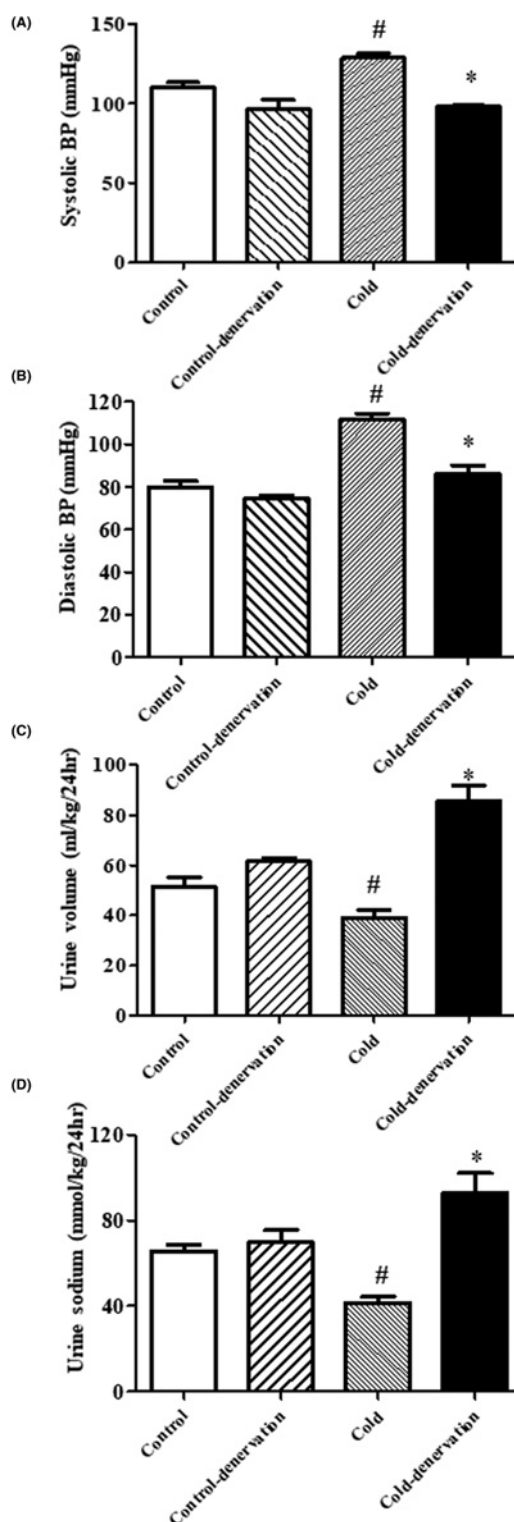 (A)
Systolic BP (mmHg)
150
100
50
0
#
*
Control
Control-denervation
Cold
Cold-denervation
(B)
Diastolic BP (mmHg)
120
100
80
60
40
20
0
#
*
Control
Control-denervation
Cold
Cold-denervation
(C)
Urine volume (ml/kg/24hr)
100
80
60
40
20
0
#
*
Control
Control-denervation
Cold
Cold-denervation
(D)
Urine sodium (mmol/kg/24hr)
120
80
40
0
#
*
Control
Control-denervation
Cold
Cold-denervation